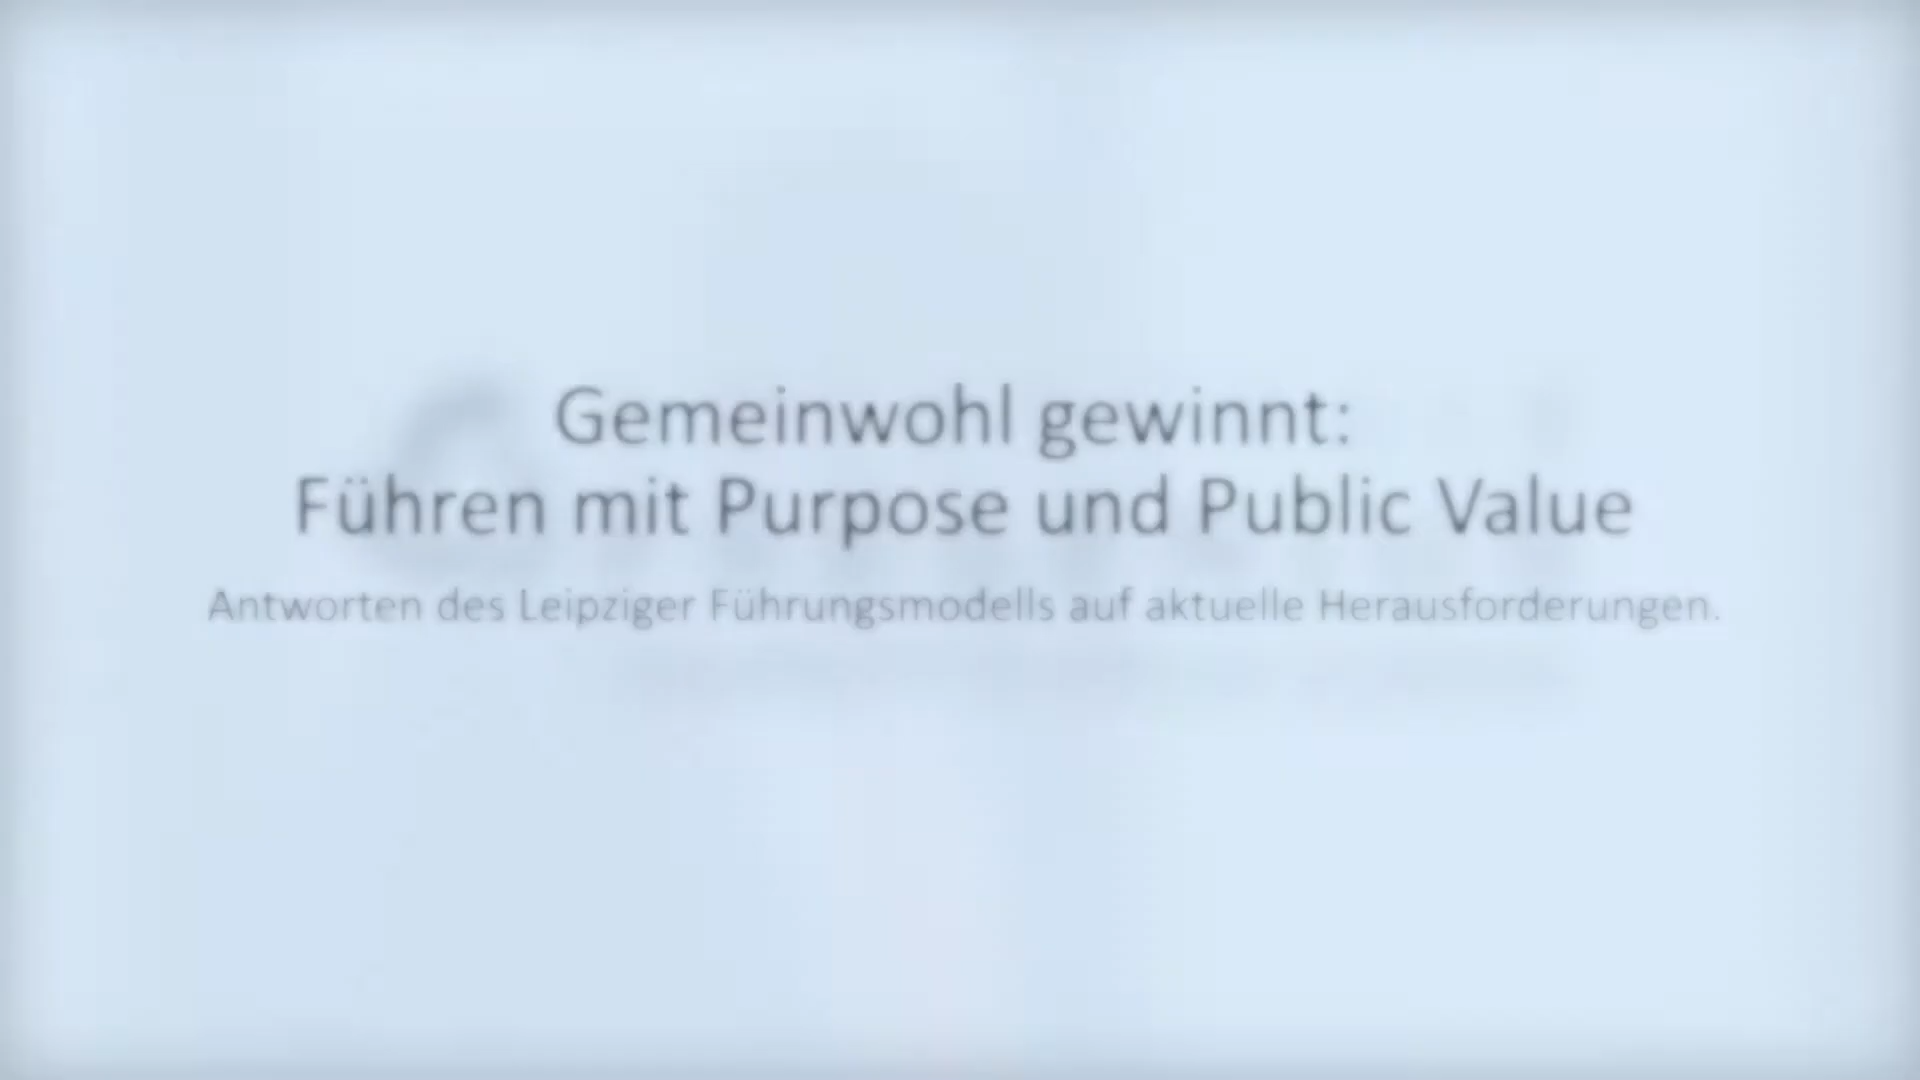 Gemeinwohl gewinnt:
Führen mit Purpose und Public Value
Antworten des Leipziger Führungsmodells auf aktuelle Herausforderungen.